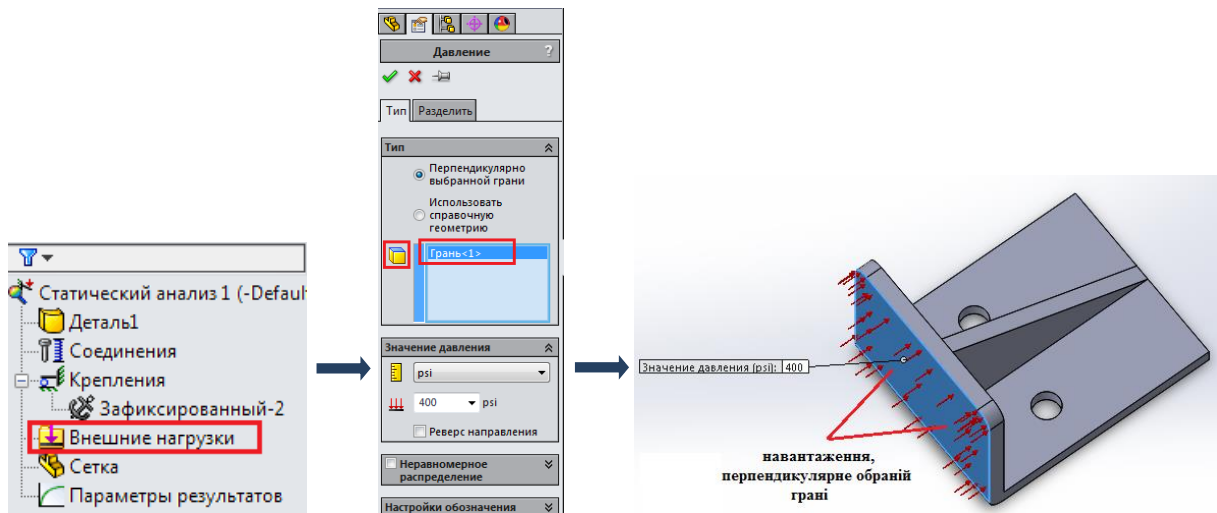 Статический анализ 1 (-Defaul
Деталь1
Соединения
Крепления
Зафиксированный-2
Внешние нагрузки
Сетка
Параметры результатов
Давление
?
Тип
Разделить
Тип
Перпендикулярно
выбранной грани
Использовать
справочную
геометрию
Грань<1>
Значение давления
psi
400
psi
Реверс направления
Неравномерное
распределение
Настройки обозначения
Значение давления (psi): 400
навантаження,
перпендикулярне обраній
грані